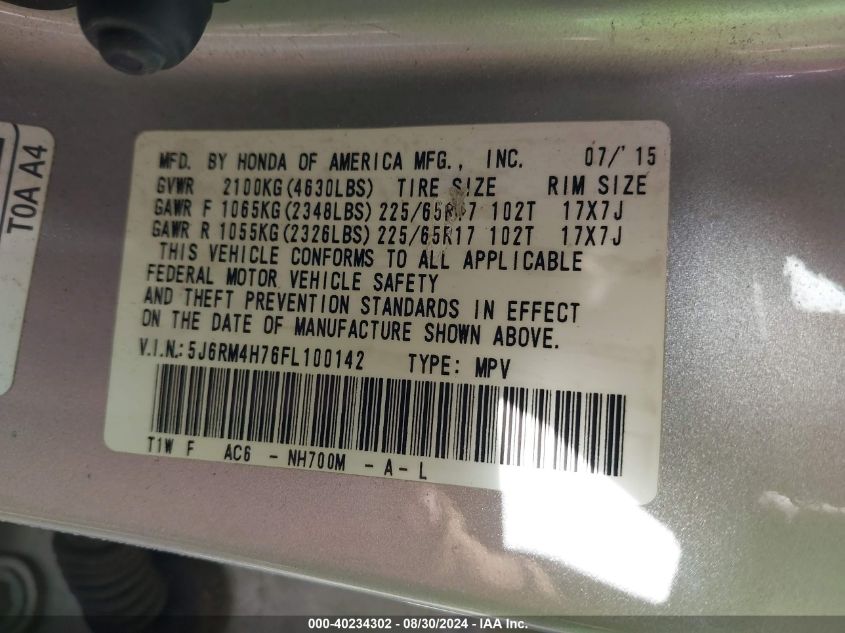 MFD. BY HONDA OF AMERICA MFG., INC. 07/'15
GVWR 2100KG(4630LBS) TIRE SIZE RIM SIZE
GAWR F 1065KG(2348LBS) 225/65R17 102T 17X7J
GAWR R 1055KG(2326LBS) 225/65R17 102T 17X7J
THIS VEHICLE CONFORMS TO ALL APPLICABLE
FEDERAL MOTOR VEHICLE SAFETY
AND THEFT PREVENTION STANDARDS IN EFFECT
ON THE DATE OF MANUFACTURE SHOWN ABOVE.
V.I.N.: 5J6RM4H76FL100142 TYPE: MPV
T1W F AC6 - NH700M - A - L
T0A A4
000-40234302 - 08/30/2024 - IAA Inc.